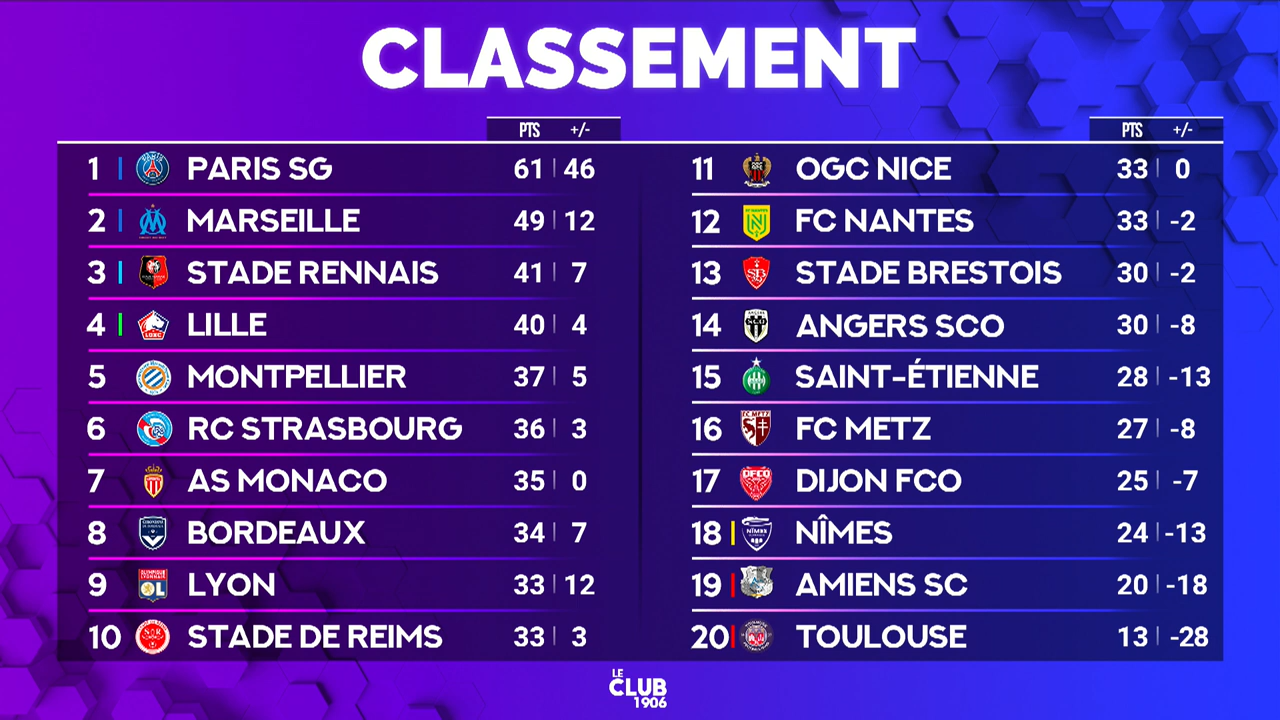 CLASSEMENT
PTS +/-
1 PARIS SG 61 46
2 MARSEILLE 49 12
3 STADE RENNAIS 41 7
4 LILLE 40 4
5 MONTPELLIER 37 5
6 RC STRASBOURG 36 3
7 AS MONACO 35 0
8 BORDEAUX 34 7
9 LYON 33 12
10 STADE DE REIMS 33 3
PTS +/-
11 OGC NICE 33 0
12 FC NANTES 33 -2
13 STADE BRESTOIS 30 -2
14 ANGERS SCO 30 -8
15 SAINT-ÉTIENNE 28 -13
16 FC METZ 27 -8
17 DIJON FCO 25 -7
18 NÎMES 24 -13
19 AMIENS SC 20 -18
20 TOULOUSE 13 -28
LE
CLUB
1906